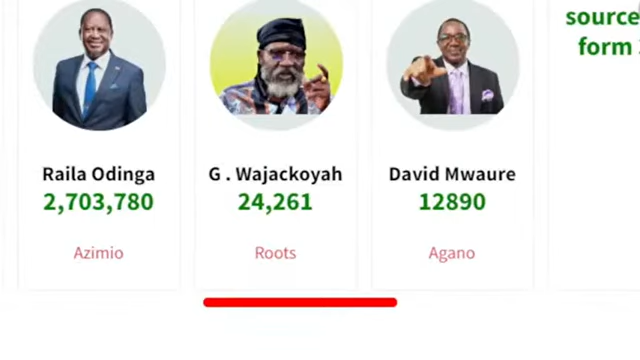 source
form
Raila Odinga
2,703,780
Azimio
G . Wajackoyah
24,261
Roots
David Mwaure
12890
Agano